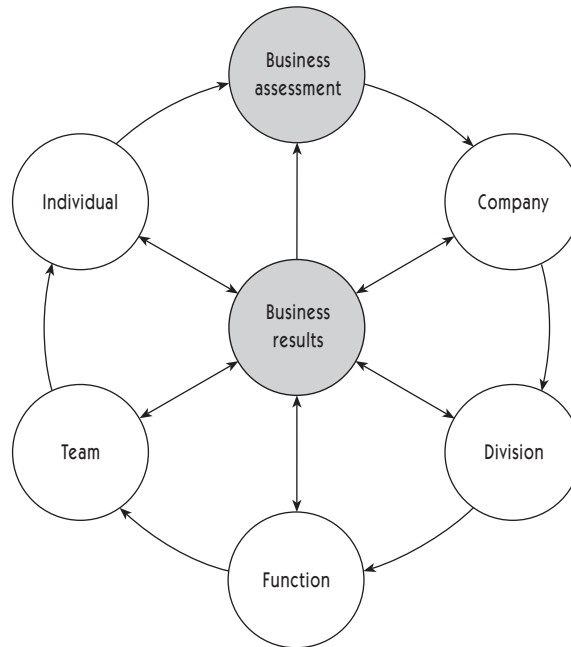 Business
assessment
Individual
Company
Business
results
Team
Division
Function